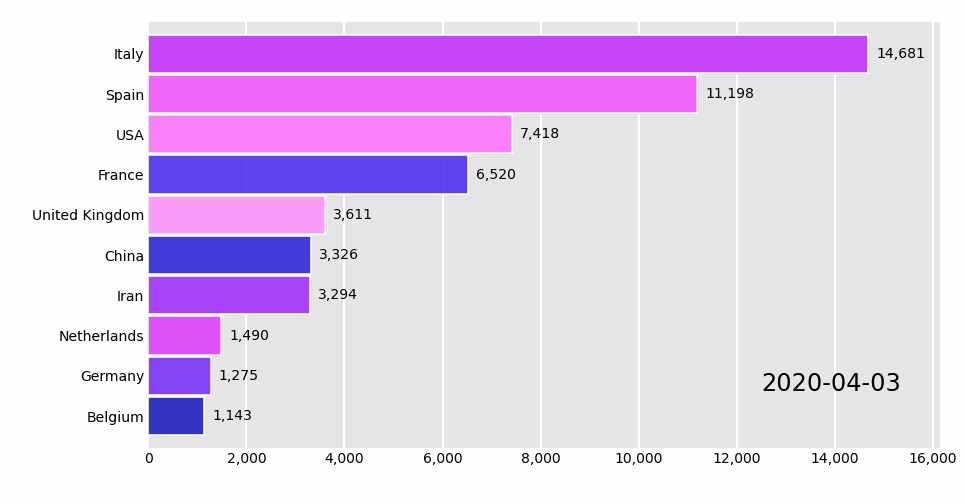 Italy 14,681
Spain 11,198
USA 7,418
France 6,520
United Kingdom 3,611
China 3,326
Iran 3,294
Netherlands 1,490
Germany 1,275
2020-04-03
Belgium 1,143
0 2,000 4,000 6,000 8,000 10,000 12,000 14,000 16,000